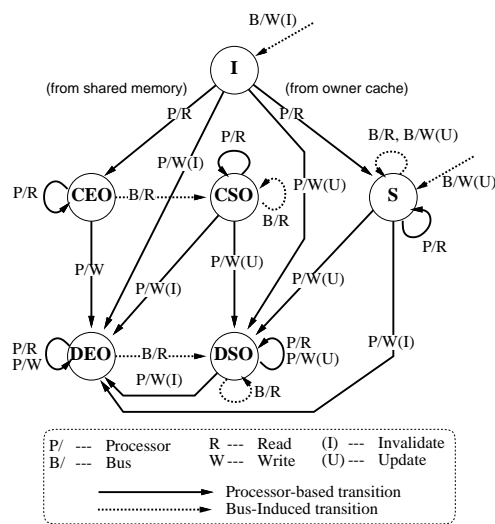 B/W(I)
I
(from shared memory) (from owner cache)
P/R P/R
P/R B/R, B/W(U)
P/W(I)
P/R CEO B/R CSO B/R P/W(U) S B/W(U)
P/R
P/W P/W(I) P/W(U) P/W(U)
P/R P/W DEO B/R DSO P/R P/W(U) P/W(I)
P/W(I) B/R
P/ --- Processor R --- Read (I) --- Invalidate
B/ --- Bus W --- Write (U) --- Update
Processor-based transition
Bus-Induced transition